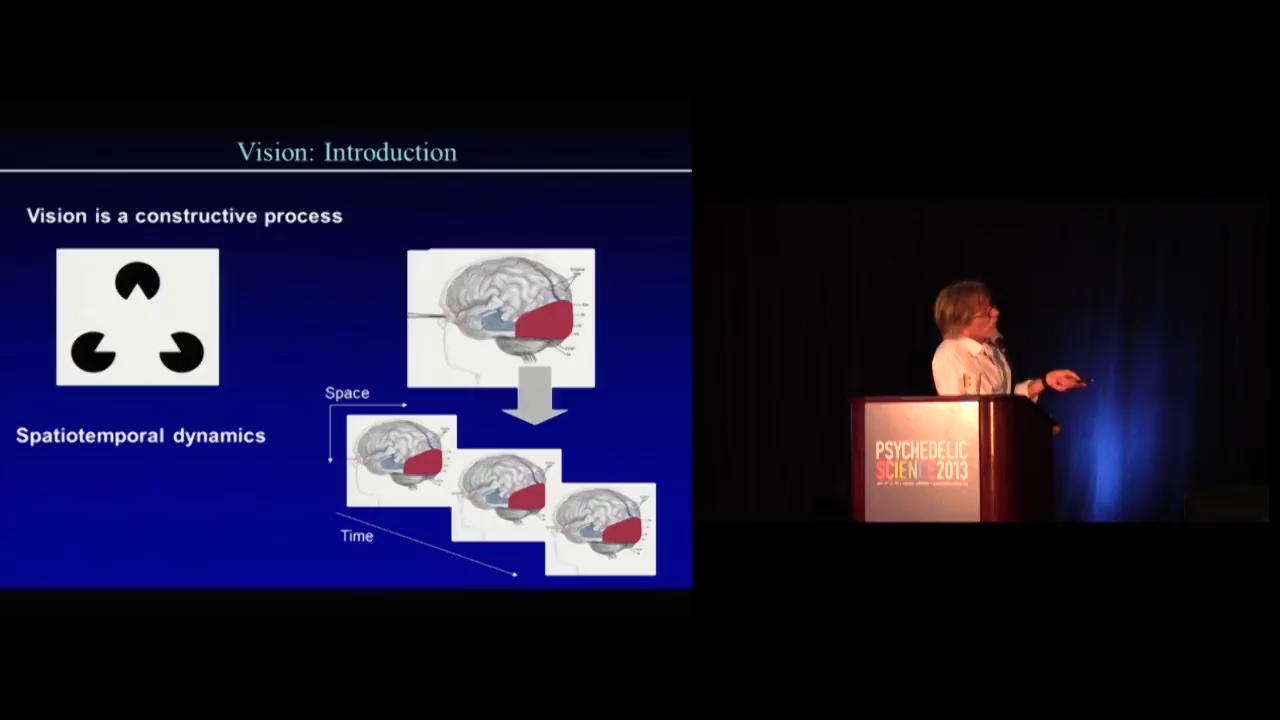 Vision: Introduction
Vision is a constructive process
Space
Spatiotemporal dynamics
Time
PSYCHEDELIC
SCIENCE2013